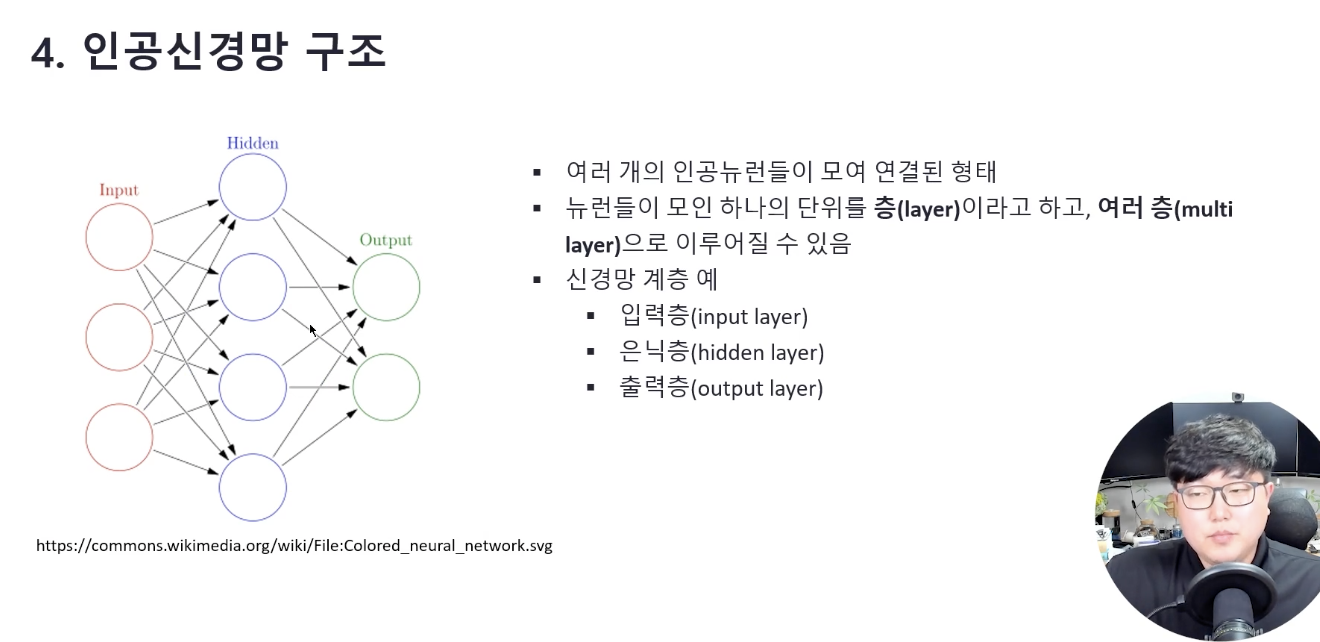 4. 인공신경망 구조
Hidden
Input
Output
▪ 여러 개의 인공뉴런들이 모여 연결된 형태
▪ 뉴런들이 모인 하나의 단위를 층(layer)이라고 하고, 여러 층(multi
layer)으로 이루어질 수 있음
▪ 신경망 계층 예
▪ 입력층(input layer)
▪ 은닉층(hidden layer)
▪ 출력층(output layer)
https://commons.wikimedia.org/wiki/File:Colored_neural_network.svg